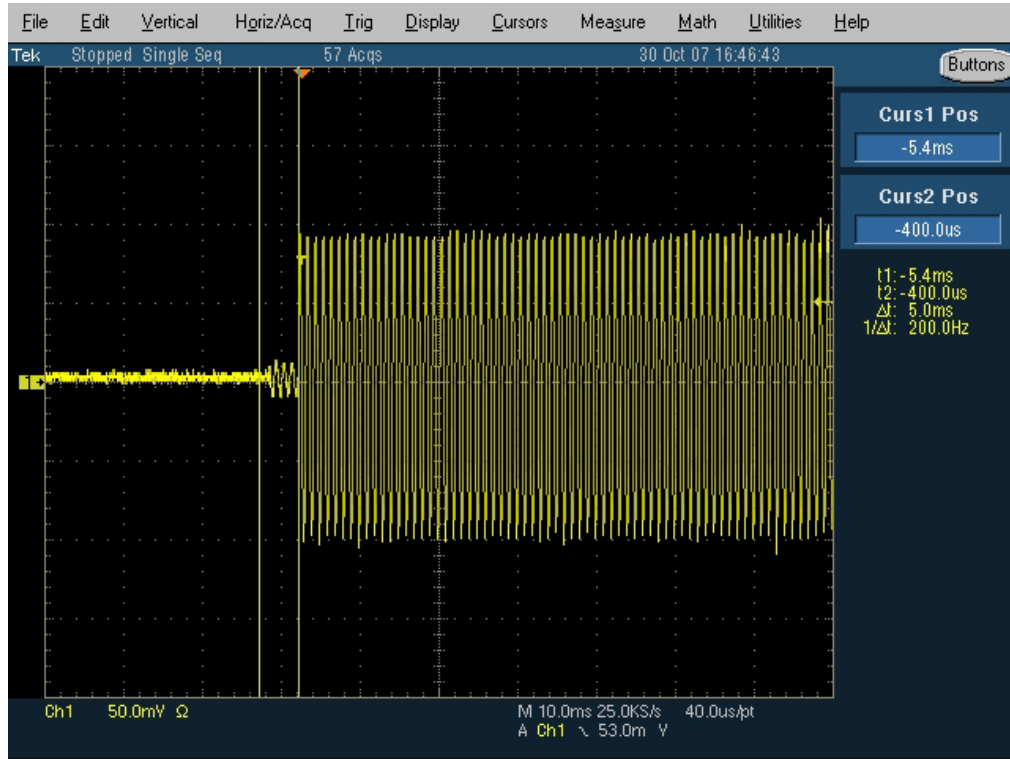 File Edit Vertical Horiz/Acq Trig Display Cursors Measure Math Utilities Help
Tek Stopped Single Seq 57 Acqs 30 Oct 07 16:46:43
Buttons
Curs1 Pos
-5.4ms
Curs2 Pos
-400.0us
t1:-5.4ms
t2:-400.0us
Δt: 5.0ms
1/Δt: 200.0Hz
1
Ch1 50.0mV Ω
M 10.0ms 25.0KS/s 40.0us/pt
A Ch1 ﹨ 53.0m V